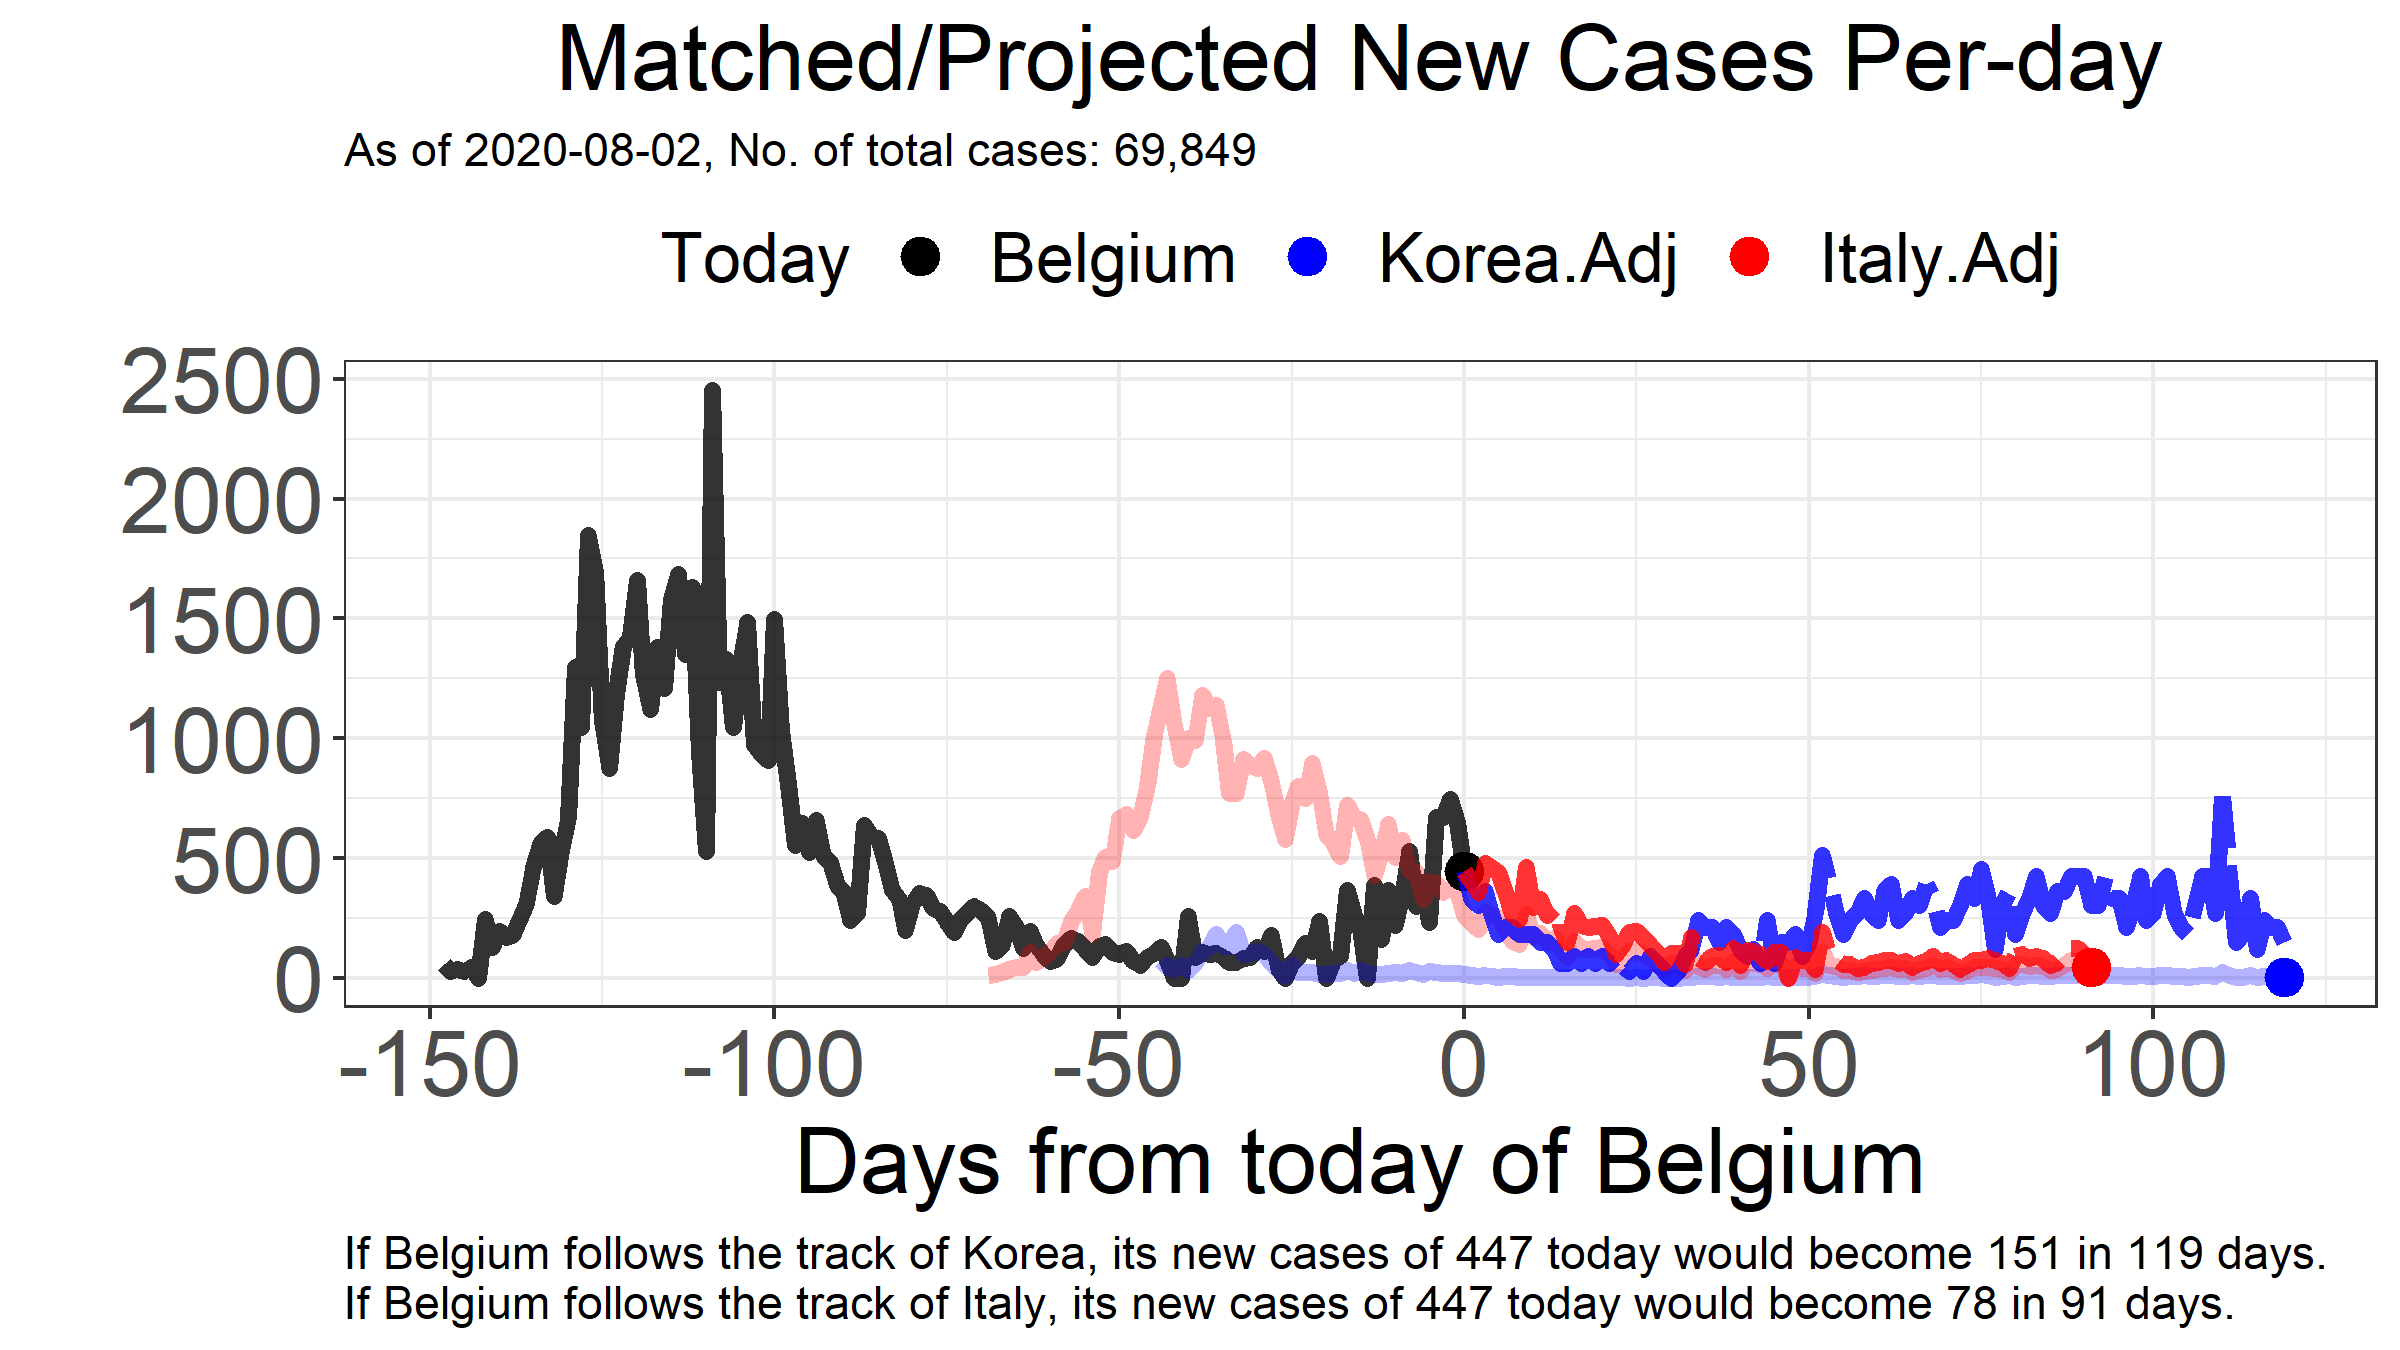 Matched/Projected New Cases Per-day
As of 2020-08-02, No. of total cases: 69,849
Today Belgium Korea.Adj Italy.Adj
2500
2000
1500
1000
500
0
-150 -100 -50 0 50 100
Days from today of Belgium
If Belgium follows the track of Korea, its new cases of 447 today would become 151 in 119 days.
If Belgium follows the track of Italy, its new cases of 447 today would become 78 in 91 days.